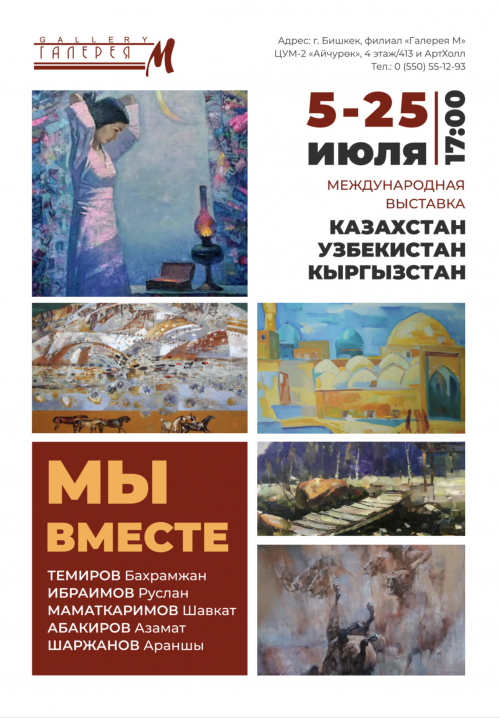 GALLERY
ГАЛЕРЕЯ М
Адрес: г. Бишкек, филиал «Галерея М»
ЦУМ-2 «Айчүрөк», 4 этаж/413 и АртХолл
Тел.: 0 (550) 55-12-93
5-25
ИЮЛЯ
17:00
МЕЖДУНАРОДНАЯ
ВЫСТАВКА
КАЗАХСТАН
УЗБЕКИСТАН
КЫРГЫЗСТАН
МЫ
ВМЕСТЕ
ТЕМИРОВ Бахрамжан
ИБРАИМОВ Руслан
МАМАТКАРИМОВ Шавкат
АБАКИРОВ Азамат
ШАРЖАНОВ Араншы